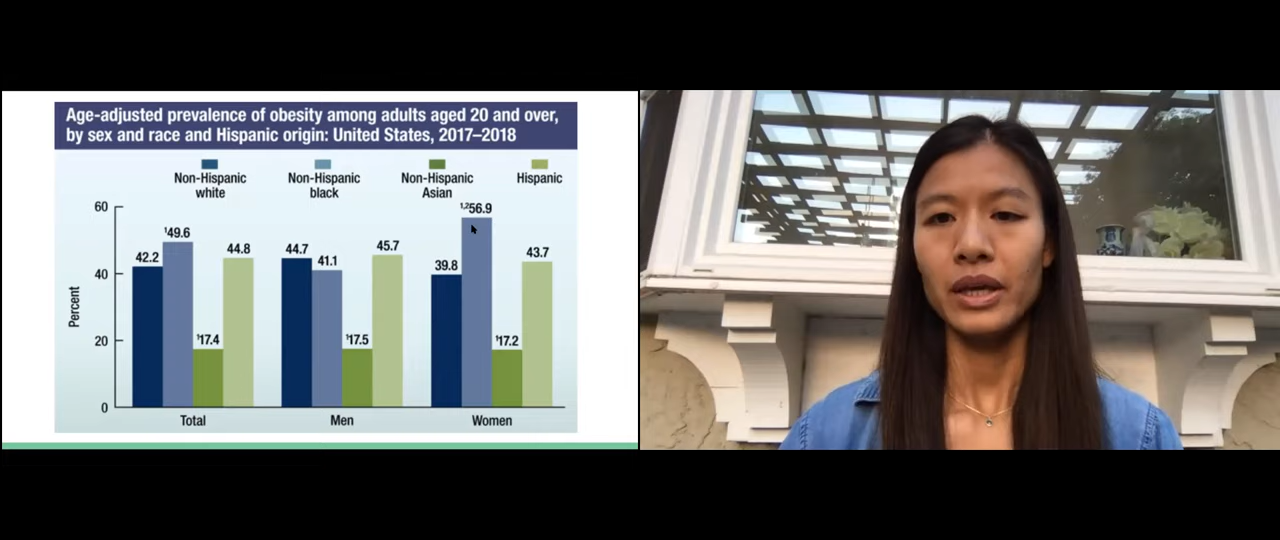 Age-adjusted prevalence of obesity among adults aged 20 and over,
by sex and race and Hispanic origin: United States, 2017–2018
Non-Hispanic white
Non-Hispanic black
Non-Hispanic Asian
Hispanic
Percent
60
40
20
0
42.2
¹49.6
¹17.4
44.8
44.7
41.1
¹17.5
45.7
39.8
¹,²56.9
¹17.2
43.7
Total
Men
Women